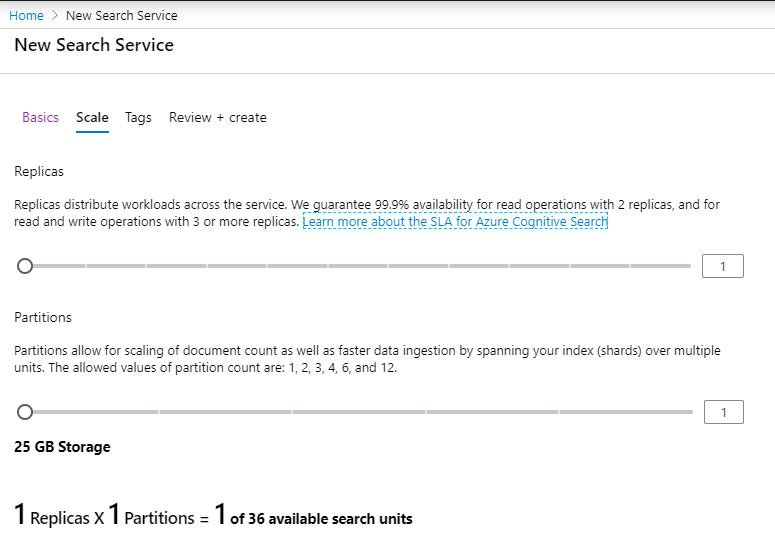 Home > New Search Service
New Search Service
Basics Scale Tags Review + create
Replicas
Replicas distribute workloads across the service. We guarantee 99.9% availability for read operations with 2 replicas, and for
read and write operations with 3 or more replicas. Learn more about the SLA for Azure Cognitive Search
1
Partitions
Partitions allow for scaling of document count as well as faster data ingestion by spanning your index (shards) over multiple
units. The allowed values of partition count are: 1, 2, 3, 4, 6, and 12.
1
25 GB Storage
1 Replicas X 1 Partitions = 1 of 36 available search units